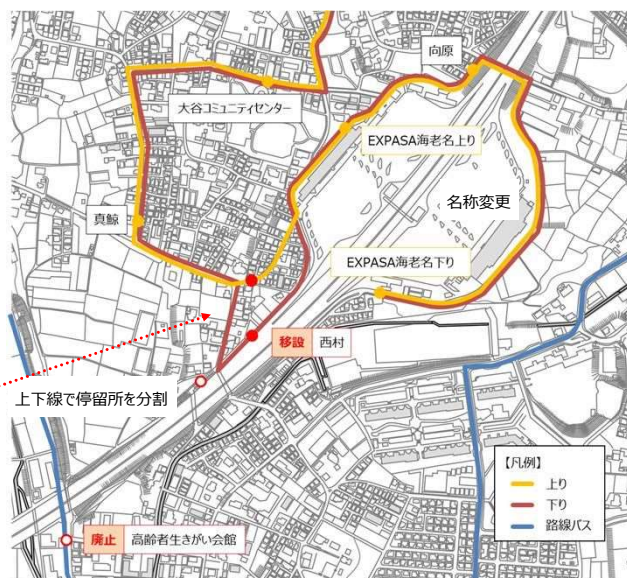 向原
大谷コミュニティセンター
EXPASA海老名上り
名称変更
真鯨
EXPASA海老名下り
移設 西村
上下線で停留所を分割
【凡例】
上り
下り
路線バス
廃止 高齢者生きがい会館